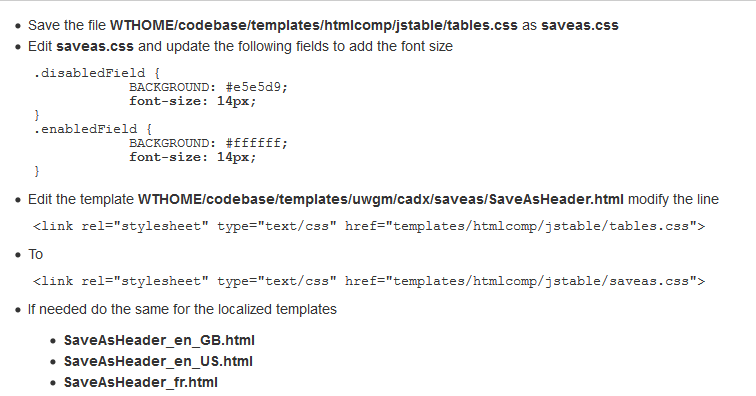 • Save the file WTHOME/codebase/templates/htmlcomp/jstable/tables.css as saveas.css
• Edit saveas.css and update the following fields to add the font size
.disabledField {
BACKGROUND: #e5e5d9;
font-size: 14px;
}
.enabledField {
BACKGROUND: #ffffff;
font-size: 14px;
}
• Edit the template WTHOME/codebase/templates/uwgm/cadx/saveas/SaveAsHeader.html modify the line
<link rel="stylesheet" type="text/css" href="templates/htmlcomp/jstable/tables.css">
• To
<link rel="stylesheet" type="text/css" href="templates/htmlcomp/jstable/saveas.css">
• If needed do the same for the localized templates
• SaveAsHeader_en_GB.html
• SaveAsHeader_en_US.html
• SaveAsHeader_fr.html